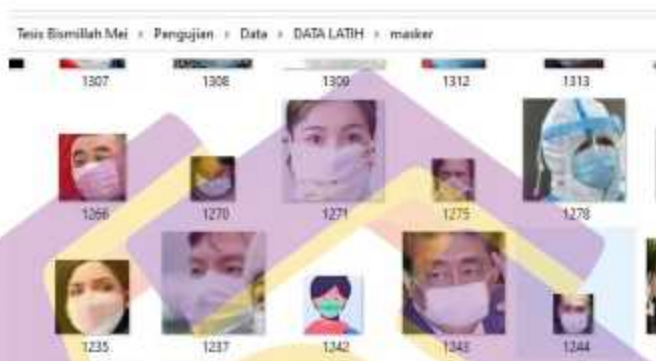 Tesis Bismillah Mei › Pengujian › Data › DATA LATIH › masker
1307 1308 1309 1312 1313
1266 1270 1271 1275 1278
1235 1237 1242 1243 1244